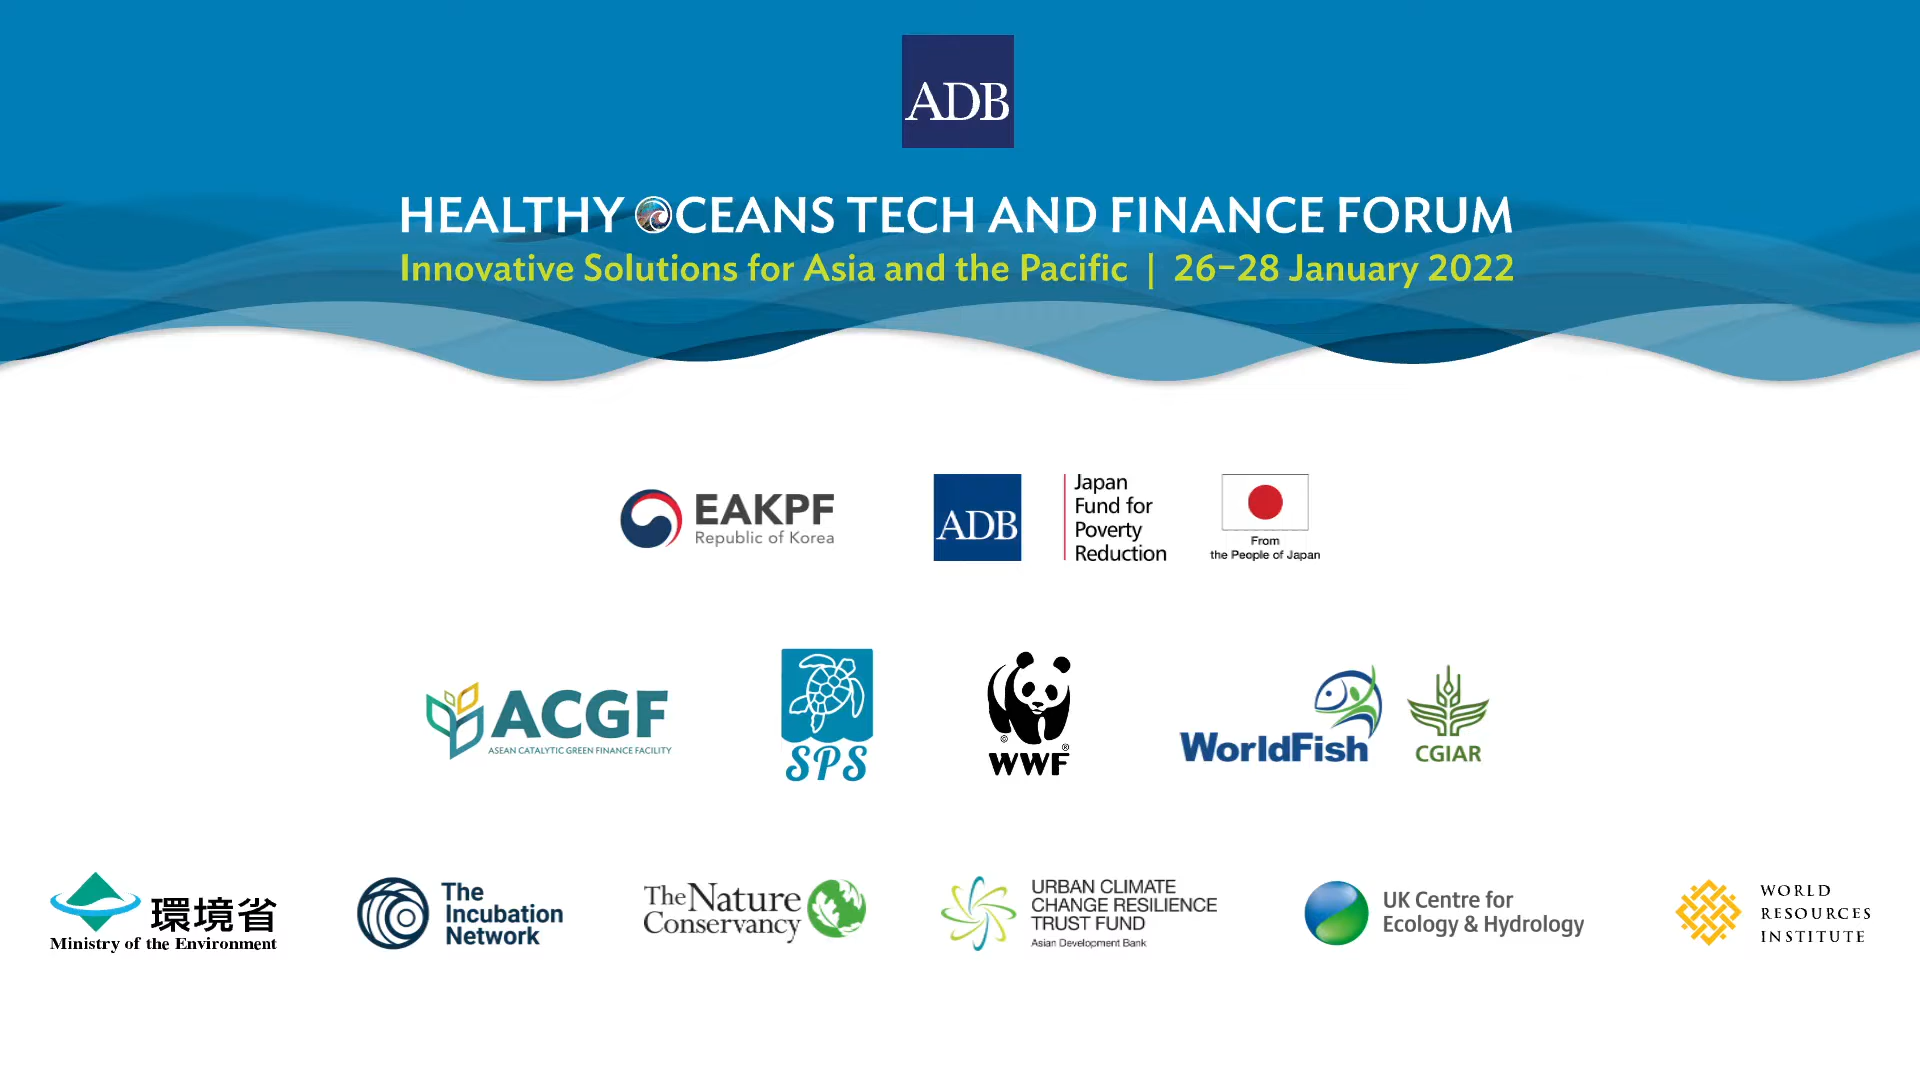 ADB
HEALTHY OCEANS TECH AND FINANCE FORUM
Innovative Solutions for Asia and the Pacific | 26–28 January 2022
EAKPF
Republic of Korea
ADB
Japan
Fund for
Poverty
Reduction
From
the People of Japan
ACGF
ASEAN CATALYTIC GREEN FINANCE FACILITY
SPS
©
®
WWF
WorldFish
CGIAR
環境省
Ministry of the Environment
The
Incubation
Network
The Nature
Conservancy
URBAN CLIMATE
CHANGE RESILIENCE
TRUST FUND
Asian Development Bank
UK Centre for
Ecology & Hydrology
WORLD
RESOURCES
INSTITUTE